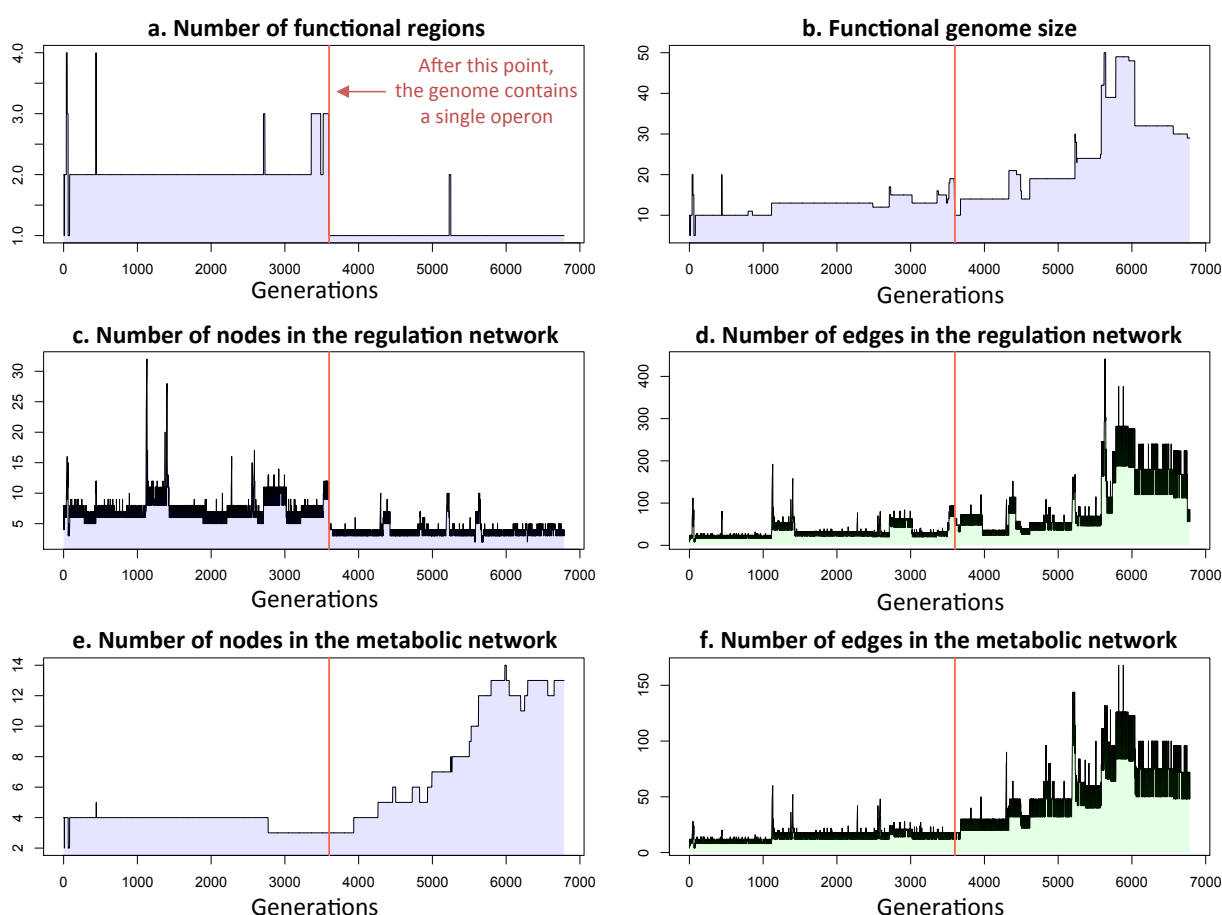 a. Number of functional regions
4.0
3.0
2.0
1.0
After this point,
the genome contains
a single operon
0 1000 2000 3000 4000 5000 6000 7000
Generations
b. Functional genome size
50
40
30
20
10
0 1000 2000 3000 4000 5000 6000 7000
Generations
c. Number of nodes in the regulation network
30
25
20
15
10
5
0 1000 2000 3000 4000 5000 6000 7000
Generations
d. Number of edges in the regulation network
400
300
200
100
0
0 1000 2000 3000 4000 5000 6000 7000
Generations
e. Number of nodes in the metabolic network
14
12
10
8
6
4
2
0 1000 2000 3000 4000 5000 6000 7000
Generations
f. Number of edges in the metabolic network
150
100
50
0
0 1000 2000 3000 4000 5000 6000 7000
Generations